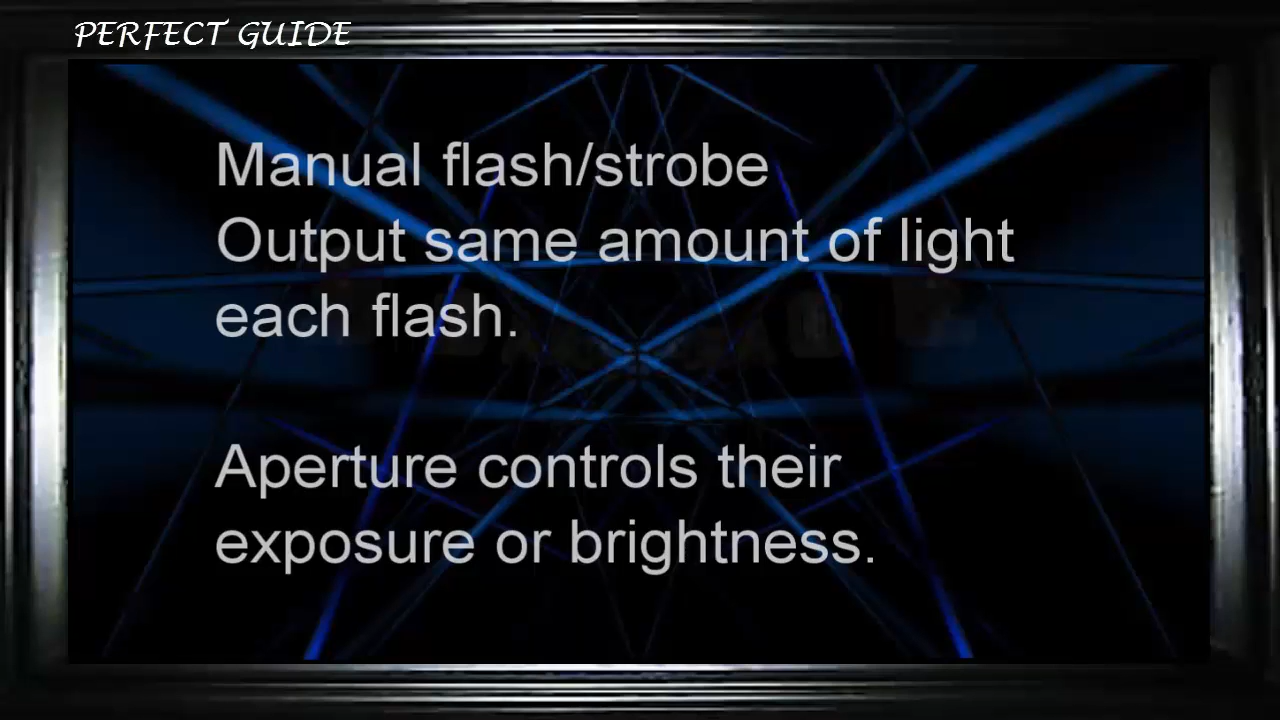 PERFECT GUIDE
Manual flash/strobe
Output same amount of light
each flash.
Aperture controls their
exposure or brightness.